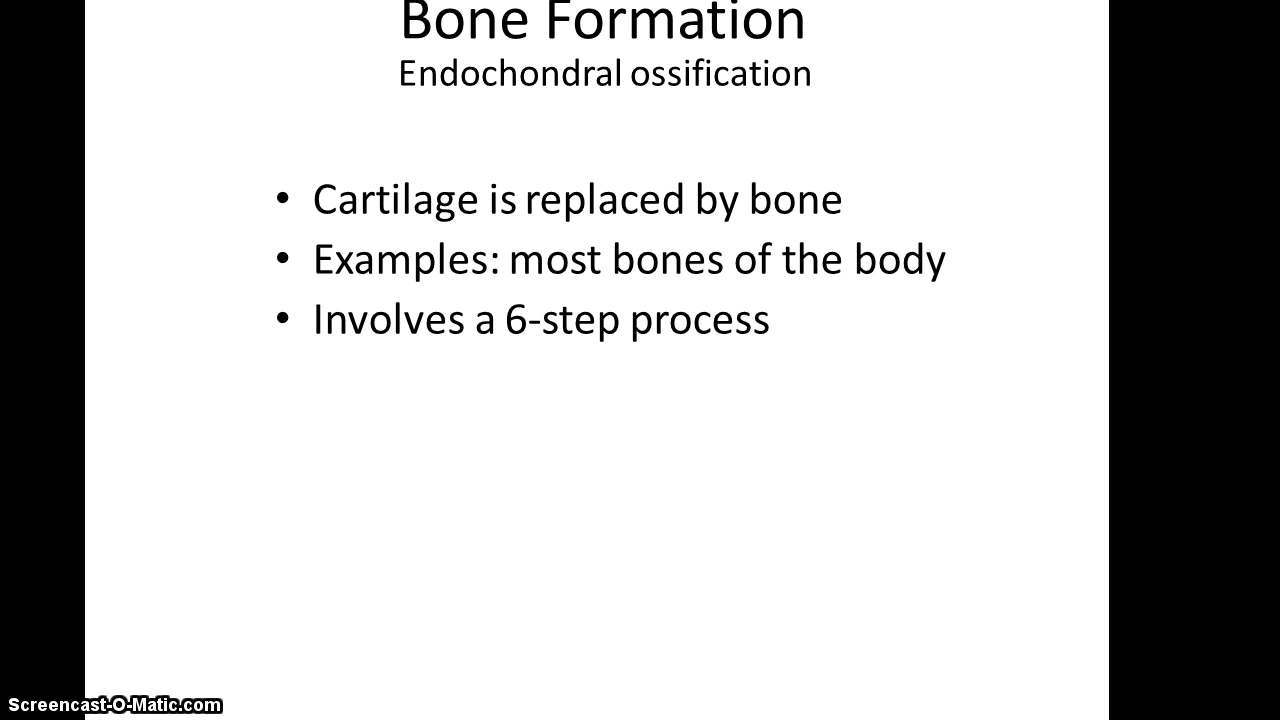 Bone Formation
Endochondral ossification
• Cartilage is replaced by bone
• Examples: most bones of the body
• Involves a 6-step process
Screencast-O-Matic.com